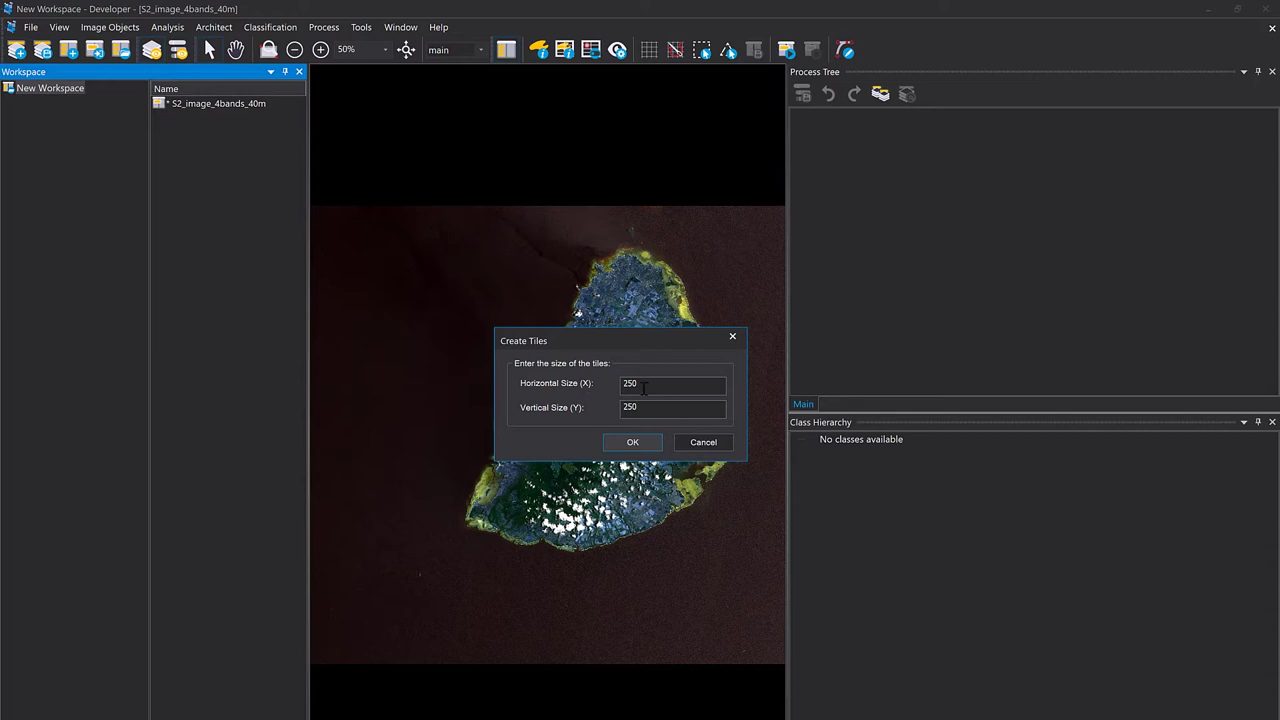 New Workspace - Developer - [S2_image_4bands_40m]
File View Image Objects Analysis Architect Classification Process Tools Window Help
50% main
Workspace
New Workspace
Name
* S2_image_4bands_40m
Create Tiles
Enter the size of the tiles:
Horizontal Size (X): 250
Vertical Size (Y): 250
OK Cancel
Process Tree
Main
Class Hierarchy
No classes available